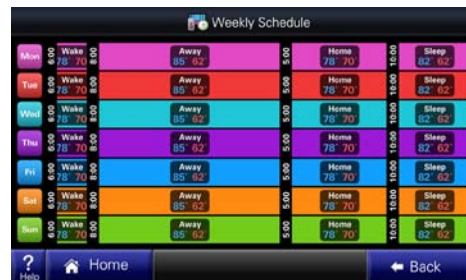 Weekly Schedule
Mon 6:00 Wake 78° 70° 8:00 Away 85° 62° 5:00 Home 78° 70° 10:00 Sleep 82° 62°
Tue 6:00 Wake 78° 70° 8:00 Away 85° 62° 5:00 Home 78° 70° 10:00 Sleep 82° 62°
Wed 6:00 Wake 78° 70° 8:00 Away 85° 62° 5:00 Home 78° 70° 10:00 Sleep 82° 62°
Thu 6:00 Wake 78° 70° 8:00 Away 85° 62° 5:00 Home 78° 70° 10:00 Sleep 82° 62°
Fri 6:00 Wake 78° 70° 8:00 Away 85° 62° 5:00 Home 78° 70° 10:00 Sleep 82° 62°
Sat 6:00 Wake 78° 70° 8:00 Away 85° 62° 5:00 Home 78° 70° 10:00 Sleep 82° 62°
Sun 6:00 Wake 78° 70° 8:00 Away 85° 62° 5:00 Home 78° 70° 10:00 Sleep 82° 62°
? Help Home Back